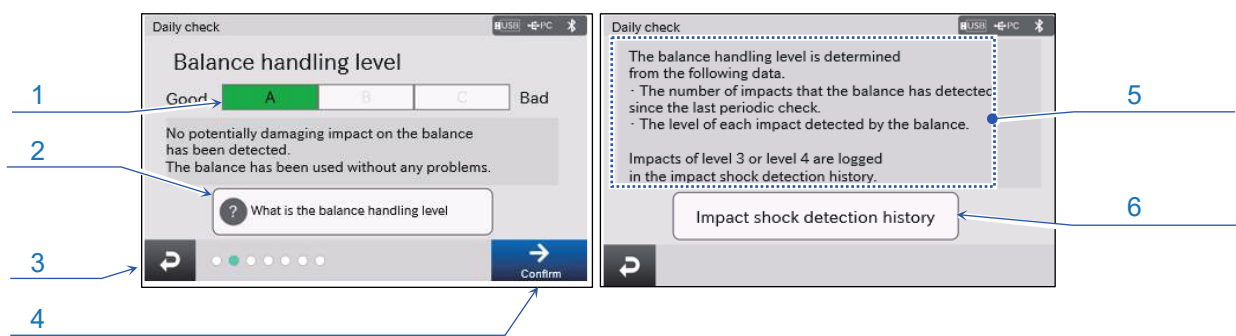 Daily check
USB PC
Balance handling level
Good A B C Bad
No potentially damaging impact on the balance
has been detected.
The balance has been used without any problems.
? What is the balance handling level
Confirm
1
2
3
4
Daily check
USB PC
The balance handling level is determined
from the following data.
· The number of impacts that the balance has detected
since the last periodic check.
· The level of each impact detected by the balance.
Impacts of level 3 or level 4 are logged
in the impact shock detection history.
Impact shock detection history
5
6